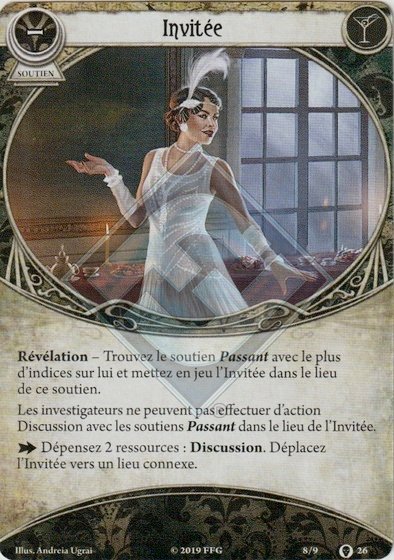 Invitée
SOUTIEN
Révélation – Trouvez le soutien Passant avec le plus
d'indices sur lui et mettez en jeu l'Invitée dans le lieu
de ce soutien.
Les investigateurs ne peuvent pas effectuer d'action
Discussion avec les soutiens Passant dans le lieu de l'Invitée.
Dépensez 2 ressources : Discussion. Déplacez
l'Invitée vers un lieu connexe.
Illus. Andreia Ugrai © 2019 FFG 8/9 26